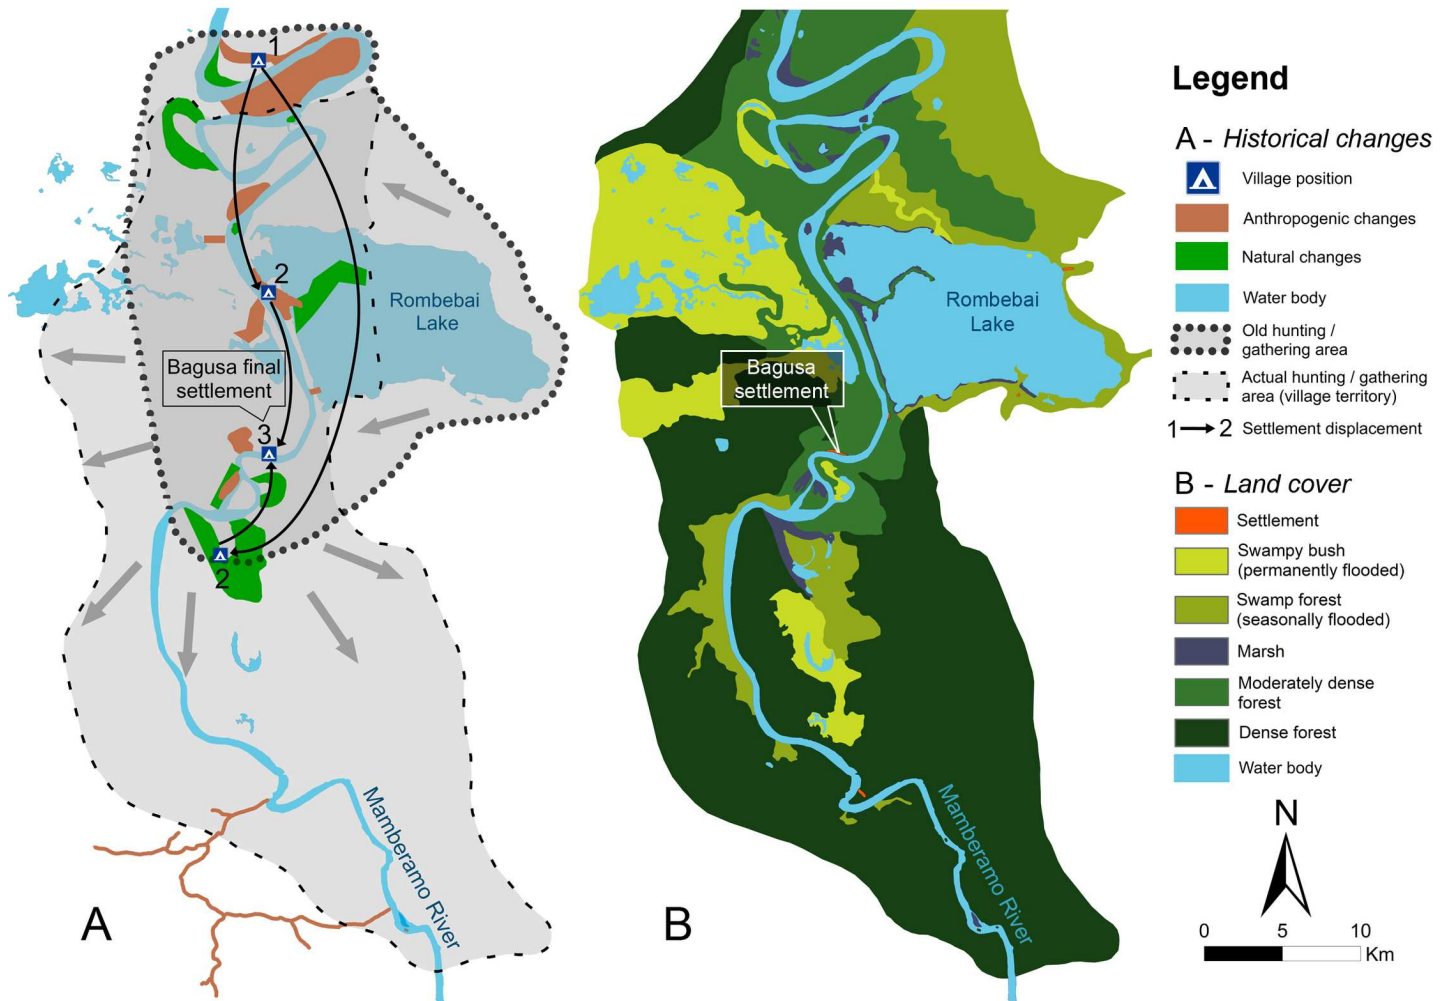 1
2
Rombebai
Lake
Bagusa final
settlement
3
2
Mamberamo River
A
Rombebai
Lake
Bagusa
settlement
Mamberamo River
B
Legend
A - Historical changes
Village position
Anthropogenic changes
Natural changes
Water body
Old hunting /
gathering area
Actual hunting / gathering
area (village territory)
1 2 Settlement displacement
B - Land cover
Settlement
Swampy bush
(permanently flooded)
Swamp forest
(seasonally flooded)
Marsh
Moderately dense
forest
Dense forest
Water body
N
0 5 10
Km